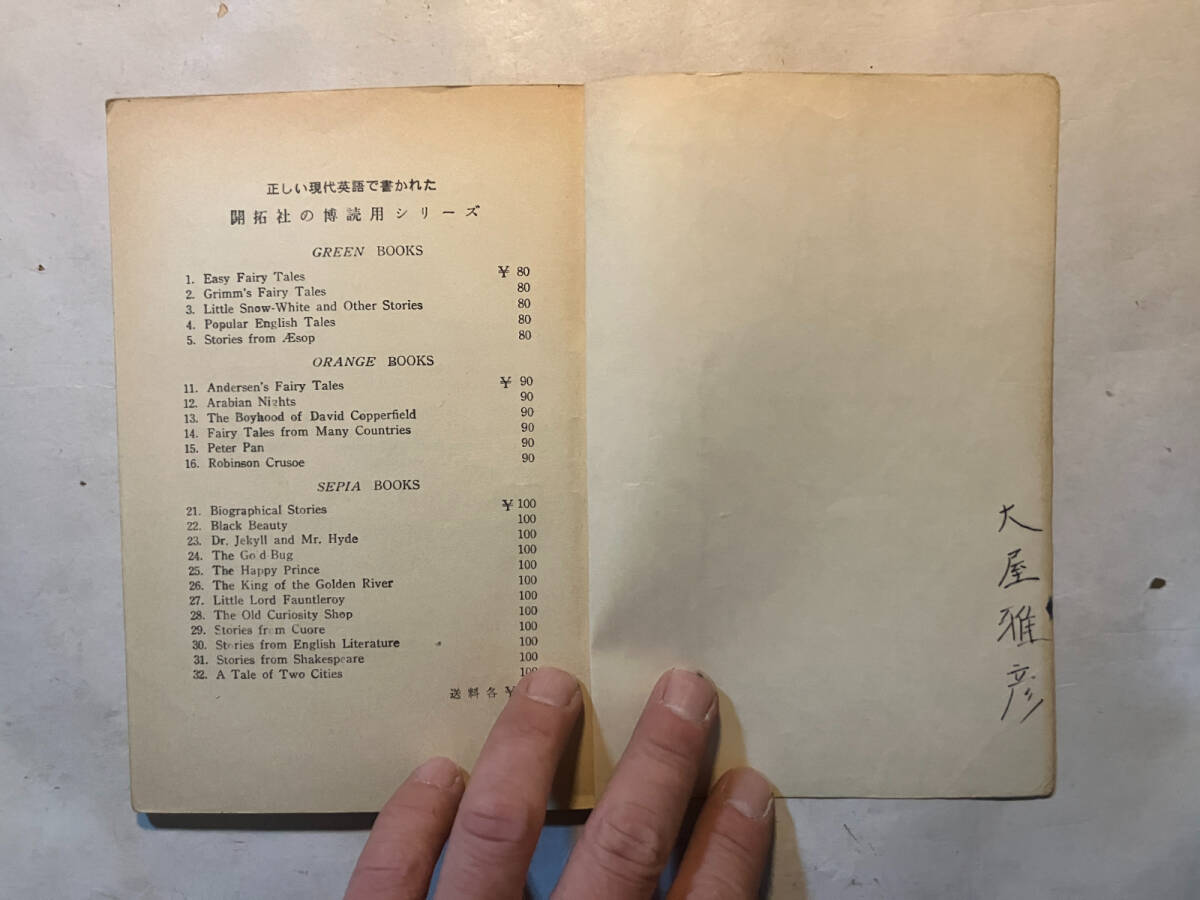 正しい現代英語で書かれた
開拓社の博読用シリーズ
GREEN BOOKS
1. Easy Fairy Tales ¥ 80
2. Grimm's Fairy Tales 80
3. Little Snow-White and Other Stories 80
4. Popular English Tales 80
5. Stories from Æsop 80
ORANGE BOOKS
11. Andersen's Fairy Tales ¥ 90
12. Arabian Nights 90
13. The Boyhood of David Copperfield 90
14. Fairy Tales from Many Countries 90
15. Peter Pan 90
16. Robinson Crusoe 90
SEPIA BOOKS
21. Biographical Stories ¥ 100
22. Black Beauty 100
23. Dr. Jekyll and Mr. Hyde 100
24. The Gold-Bug 100
25. The Happy Prince 100
26. The King of the Golden River 100
27. Little Lord Fauntleroy 100
28. The Old Curiosity Shop 100
29. Stories from Cuore 100
30. Stories from English Literature 100
31. Stories from Shakespeare 100
32. A Tale of Two Cities 100
送料各¥
大屋雅彦